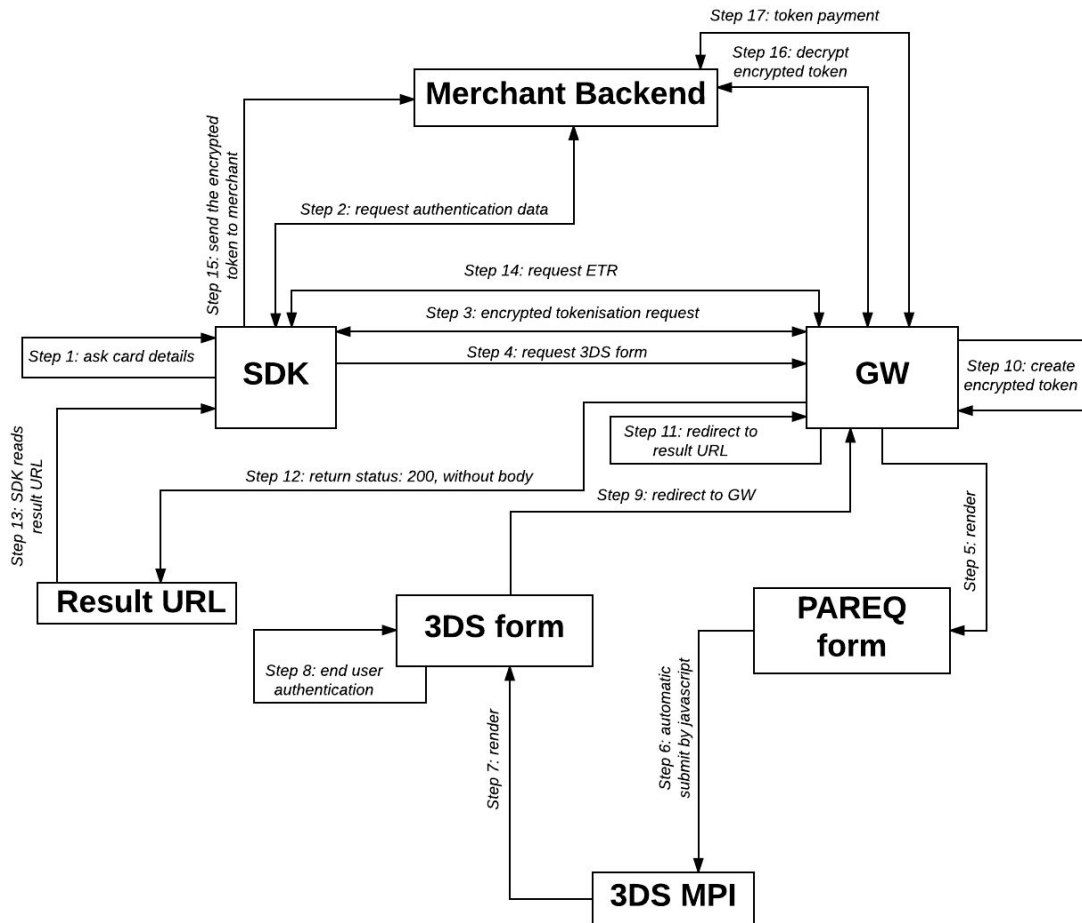 Step 17: token payment
Step 16: decrypt
encrypted token
Merchant Backend
Step 15: send the encrypted
token to merchant
Step 2: request authentication data
Step 14: request ETR
Step 3: encrypted tokenisation request
Step 1: ask card details
SDK
Step 4: request 3DS form
GW
Step 10: create
encrypted token
Step 11: redirect to
result URL
Step 13: SDK reads
result URL
Step 12: return status: 200, without body
Step 9: redirect to GW
Step 5: render
Result URL
3DS form
PAREQ
form
Step 8: end user
authentication
Step 7: render
Step 6: automatic
submit by javascript
3DS MPI